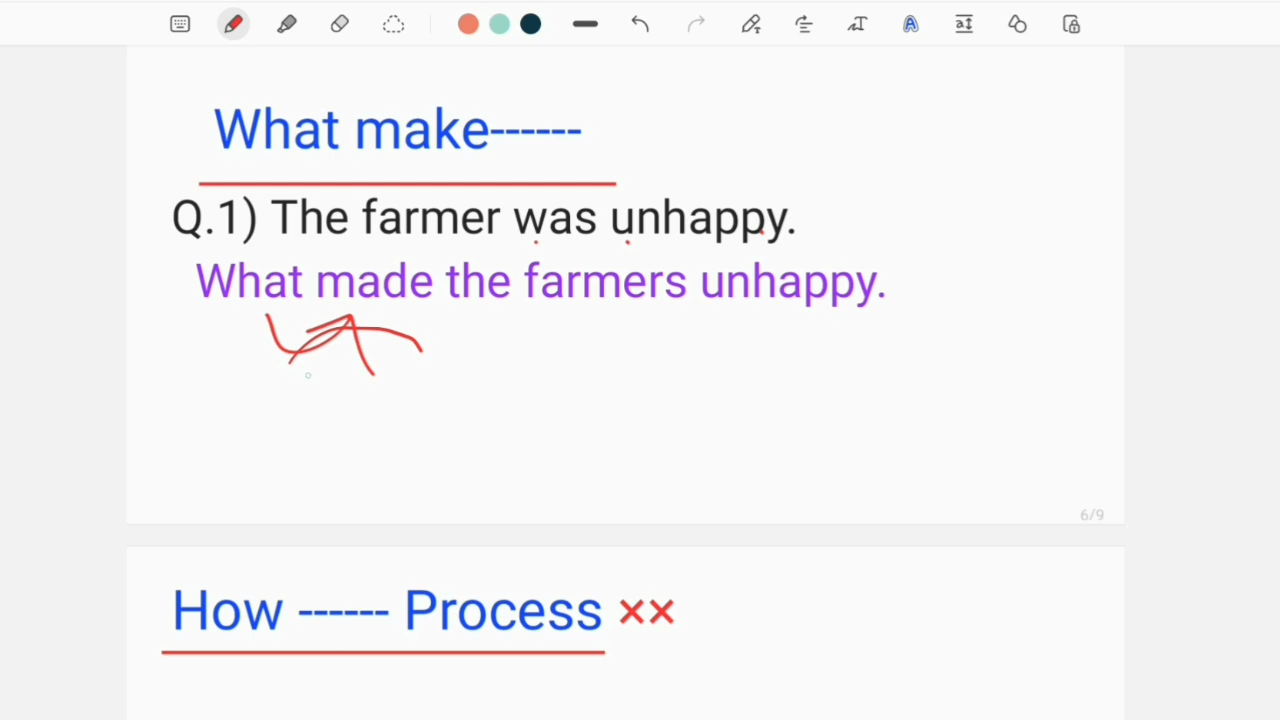 What make------
Q.1) The farmer was unhappy.
What made the farmers unhappy.
6/9
How ------ Process ××